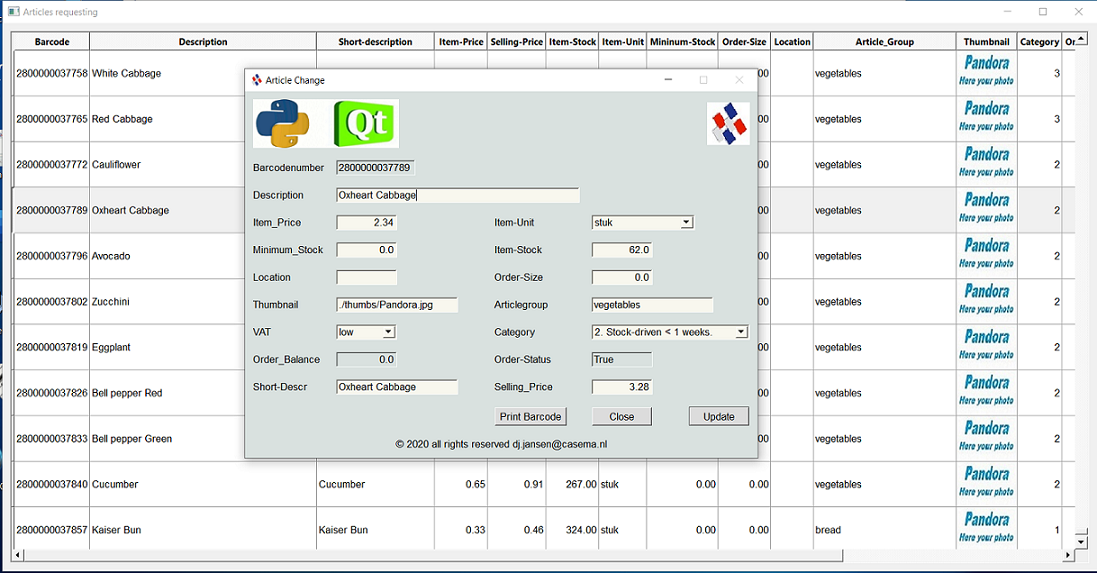 Articles requesting
Barcode Description Short-description Item-Price Selling-Price Item-Stock Item-Unit Mininum-Stock Order-Size Location Article_Group Thumbnail Category Or
2800000037758 White Cabbage 00 vegetables Pandora Here your photo 3
2800000037765 Red Cabbage 00 vegetables Pandora Here your photo 3
2800000037772 Cauliflower 00 vegetables Pandora Here your photo 2
2800000037789 Oxheart Cabbage 00 vegetables Pandora Here your photo 2
2800000037796 Avocado 00 vegetables Pandora Here your photo 2
2800000037802 Zucchini 00 vegetables Pandora Here your photo 2
2800000037819 Eggplant 00 vegetables Pandora Here your photo 2
2800000037826 Bell pepper Red 00 vegetables Pandora Here your photo 2
2800000037833 Bell pepper Green 00 vegetables Pandora Here your photo 2
2800000037840 Cucumber Cucumber 0.65 0.91 267.00 stuk 0.00 0.00 vegetables Pandora Here your photo 2
2800000037857 Kaiser Bun Kaiser Bun 0.33 0.46 324.00 stuk 0.00 0.00 bread Pandora Here your photo 1
Article Change
Qt
Barcodenumber 2800000037789
Description Oxheart Cabbage
Item_Price 2.34 Item-Unit stuk
Minimum_Stock 0.0 Item-Stock 62.0
Location Order-Size 0.0
Thumbnail ./thumbs/Pandora.jpg Articlegroup vegetables
VAT low Category 2. Stock-driven < 1 weeks.
Order_Balance 0.0 Order-Status True
Short-Descr Oxheart Cabbage Selling_Price 3.28
Print Barcode Close Update
© 2020 all rights reserved dj.jansen@casema.nl